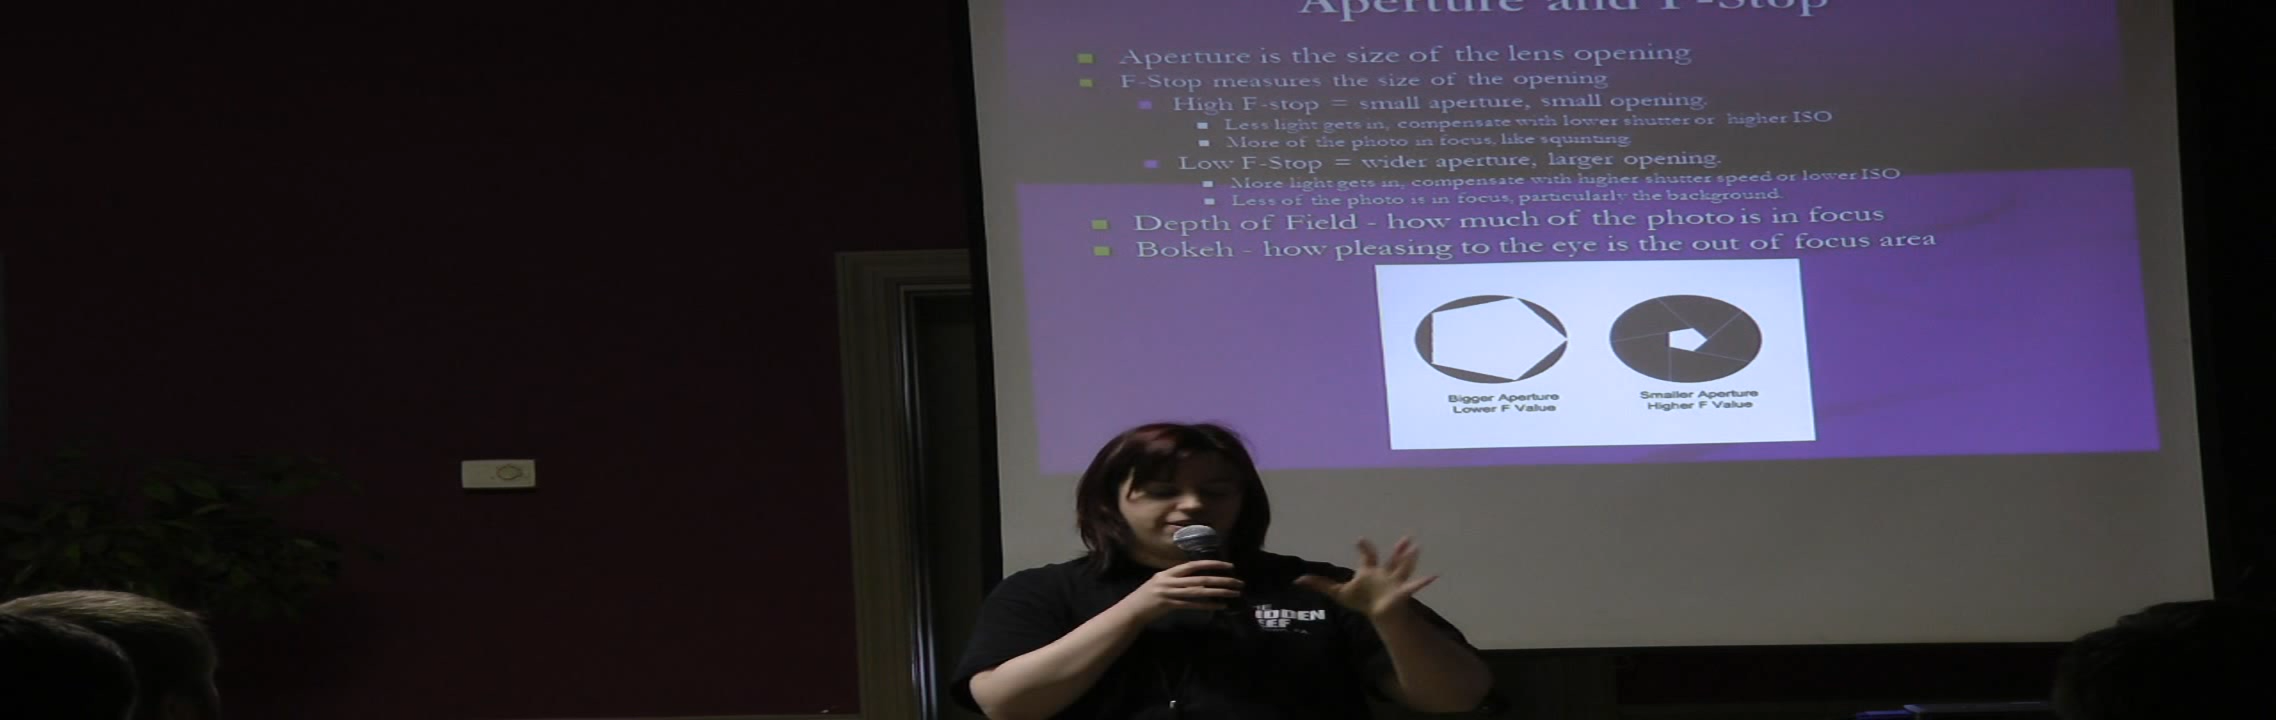 Aperture and F-Stop
Aperture is the size of the lens opening
F-Stop measures the size of the opening
High F-stop = small aperture, small opening.
Less light gets in, compensate with lower shutter or higher ISO
More of the photo in focus, like squinting.
Low F-Stop = wider aperture, larger opening.
More light gets in, compensate with higher shutter speed or lower ISO
Less of the photo is in focus, particularly the background.
Depth of Field - how much of the photo is in focus
Bokeh - how pleasing to the eye is the out of focus area
Bigger Aperture
Lower F Value
Smaller Aperture
Higher F Value
IDDEN
EF